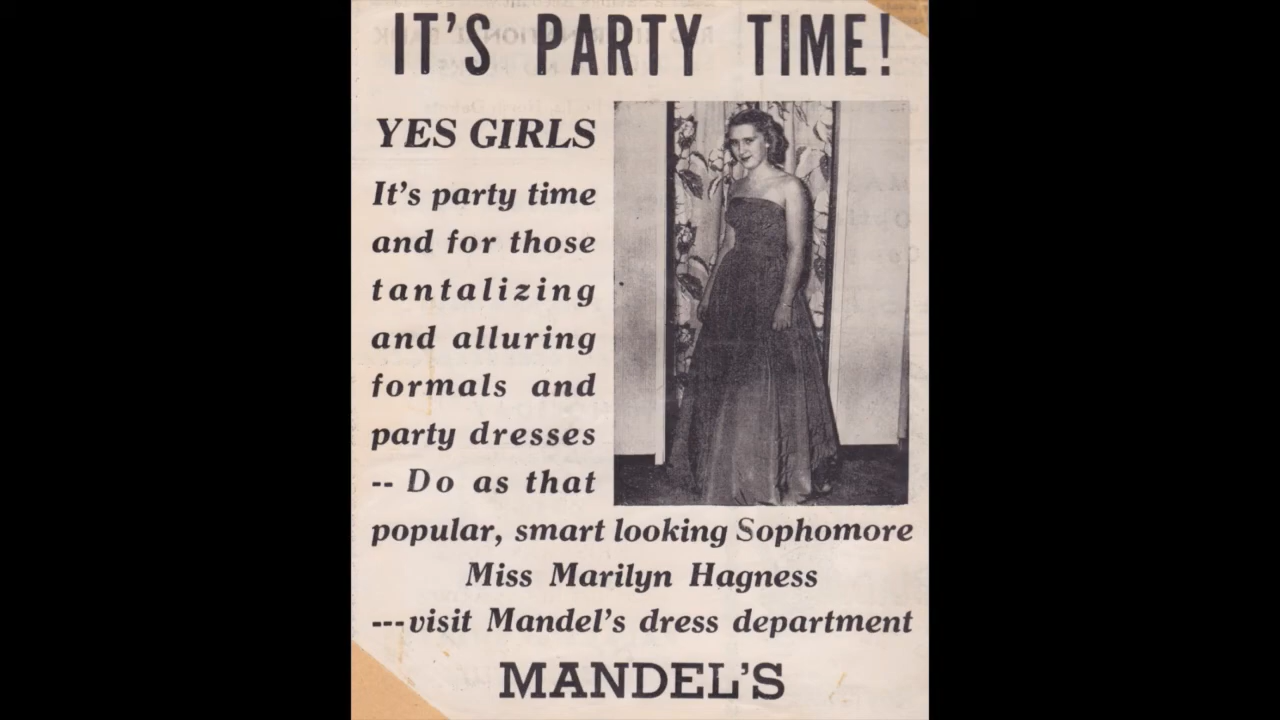 IT'S PARTY TIME!
YES GIRLS
It's party time
and for those
tantalizing
and alluring
formals and
party dresses
-- Do as that
popular, smart looking Sophomore
Miss Marilyn Hagness
---visit Mandel's dress department
MANDEL'S